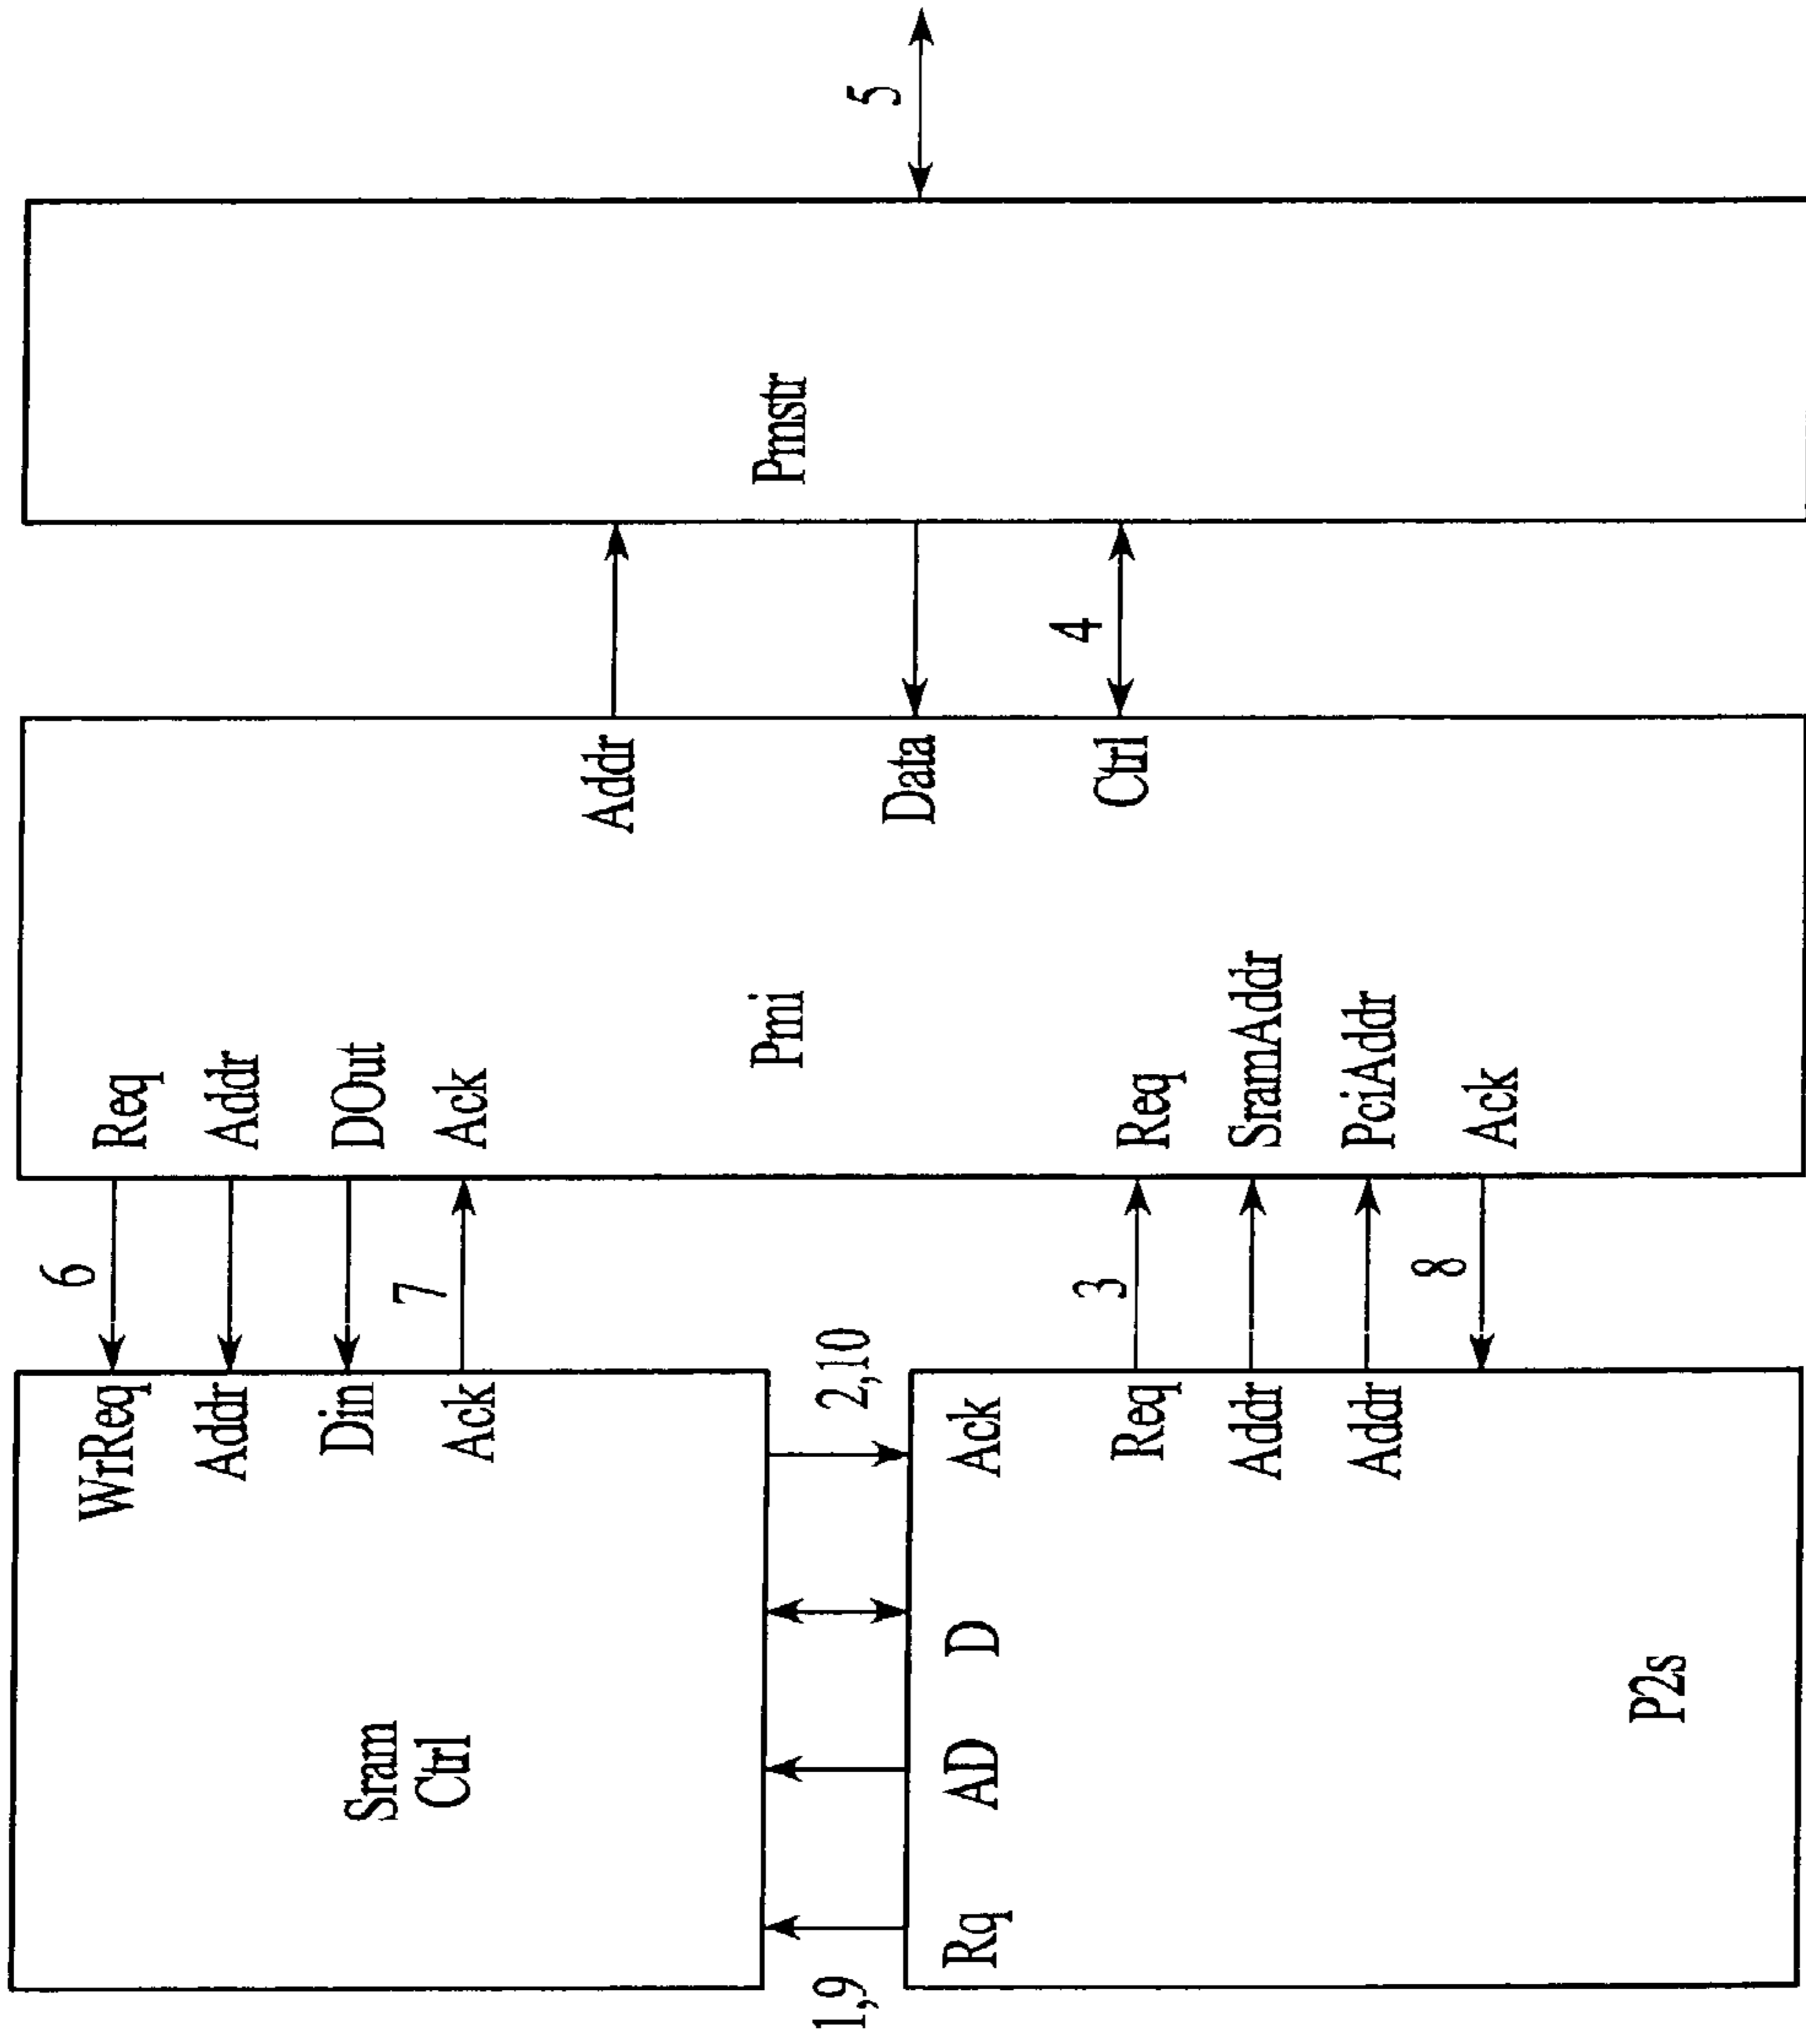 5
Pmstr
4
Addr
Data
Ctrl
Pmi
Req
Addr
DOut
Ack
Req
SramAddr
PciAddr
Ack
6
7
3
8
WrReq
Addr
Din
Ack
2,10
Ack
Req
Addr
Addr
Sram
Ctrl
D
AD
Rq
P2s
1,9